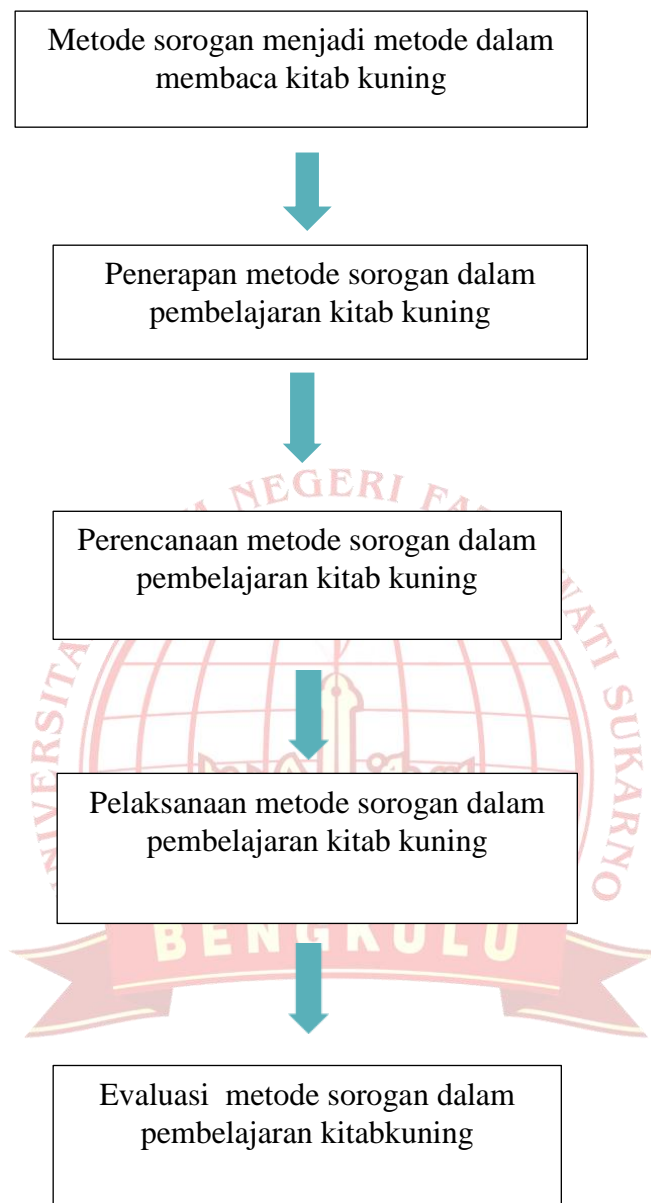 Metode sorogan menjadi metode dalam
membaca kitab kuning
Penerapan metode sorogan dalam
pembelajaran kitab kuning
NEGERI
Perencanaan metode sorogan dalam
pembelajaran kitab kuning
SUKARNO
Pelaksanaan metode sorogan dalam
pembelajaran kitab kuning
BENGKULU
Evaluasi  metode sorogan dalam
pembelajaran kitabkuning